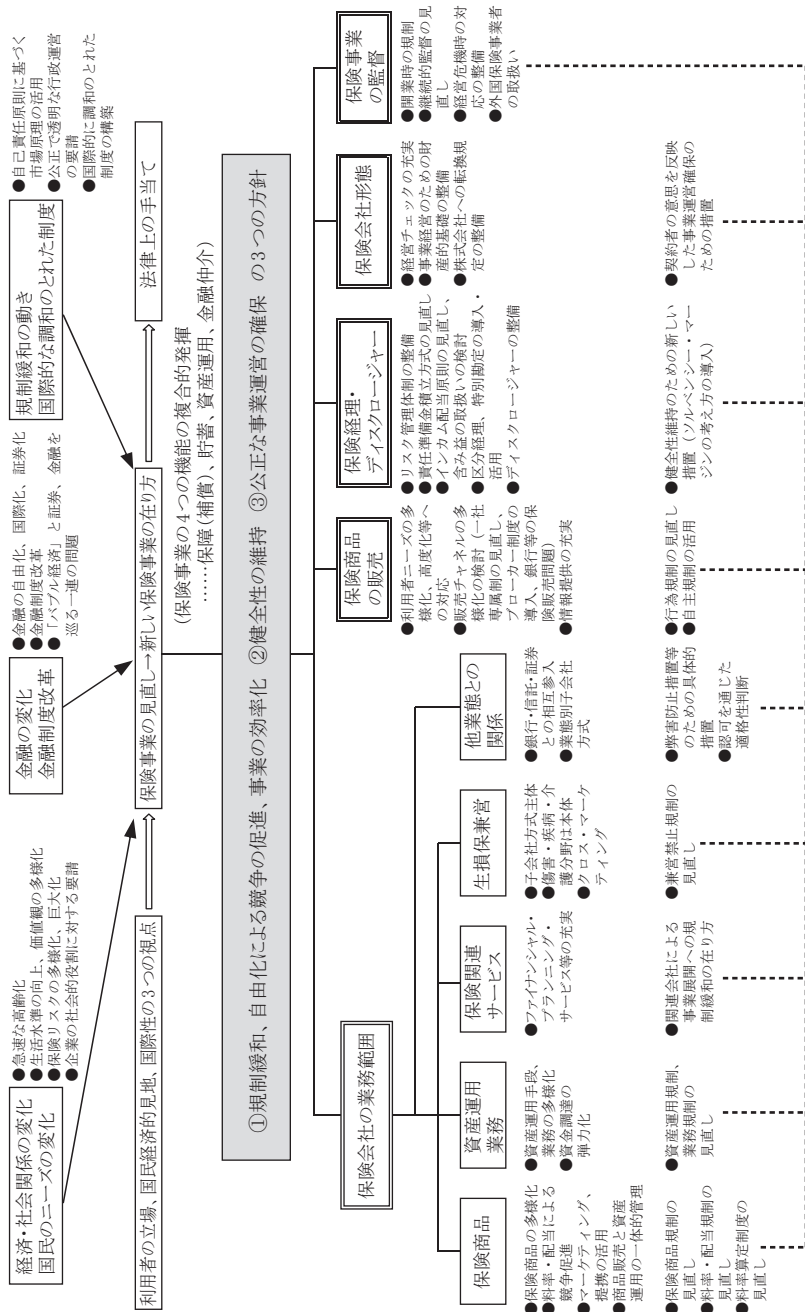 経済・社会関係の変化
国民のニーズの変化
●急速な高齢化
●生活水準の向上、価値観の多様化
●保険リスクの多様化、巨大化
●企業の社会的役割に対する要請
金融の変化
金融制度改革
●金融の自由化、国際化、証券化
●金融制度改革
●「バブル経済」と証券、金融を
巡る一連の問題
規制緩和の動き
国際的な調和のとれた制度
●自己責任原則に基づく
市場原理の活用
●公正で透明な行政運営
の要請
●国際的に調和のとれた
制度の構築
利用者の立場、国民経済的見地、国際性の3つの視点
保険事業の見直し→新しい保険事業の在り方
法律上の手当て
(保険事業の4つの機能の複合的発揮
……保障(補償)、貯蓄、資産運用、金融仲介)
①規制緩和、自由化による競争の促進、事業の効率化 ②健全性の維持 ③公正な事業運営の確保 の3つの方針
保険会社の業務範囲
保険商品
●保険商品の多様化
●料率・配当による
競争促進
●マーケティング、
提携の活用
●商品販売と資産
運用の一体的管理
●保険商品規制の
見直し
●料率・配当規制の
見直し
●料率算定制度の
見直し
資産運用
業務
●資産運用手段、
業務の多様化
●資金調達の
弾力化
●資産運用規制、
業務規制の
見直し
保険関連
サービス
●ファイナンシャル・
プランニング・
サービス等の充実
●関連会社による
事業展開への規
制緩和の在り方
生損保兼営
●子会社方式主体
●傷害・疾病・介
護分野は本体
●クロス・マーケ
ティング
●兼営禁止規制の
見直し
他業態との
関係
●銀行・信託・証券
との相互参入
●業態別子会社
方式
●弊害防止措置等
のための具体的
措置
●認可を通じた
適格性判断
保険商品
の販売
●利用者ニーズの多
様化、高度化等へ
の対応
●販売チャネルの多
様化の検討(一社
専属制の見直し、
ブローカー制度の
導入、銀行等の保
険販売問題)
●情報提供の充実
●行為規制の見直し
●自主規制の活用
保険経理・
ディスクロージャー
●リスク管理体制の整備
●責任準備金積立方式の見直し
●インカム配当原則の見直し、
含み益の取扱いの検討
●区分経理、特別勘定の導入・
活用
●ディスクロージャーの整備
●健全性維持のための新しい
措置(ソルベンシー・マー
ジンの考え方の導入)
保険会社形態
●経営チェックの充実
●事業経営のための財
産的基礎の整備
●株式会社への転換規
定の整備
●契約者の意思を反映
した事業運営確保の
ための措置
保険事業
の監督
●開業時の規制
●継続的監督の見
直し
●経営危機時の対
応の整備
●外国保険事業者
の取扱い